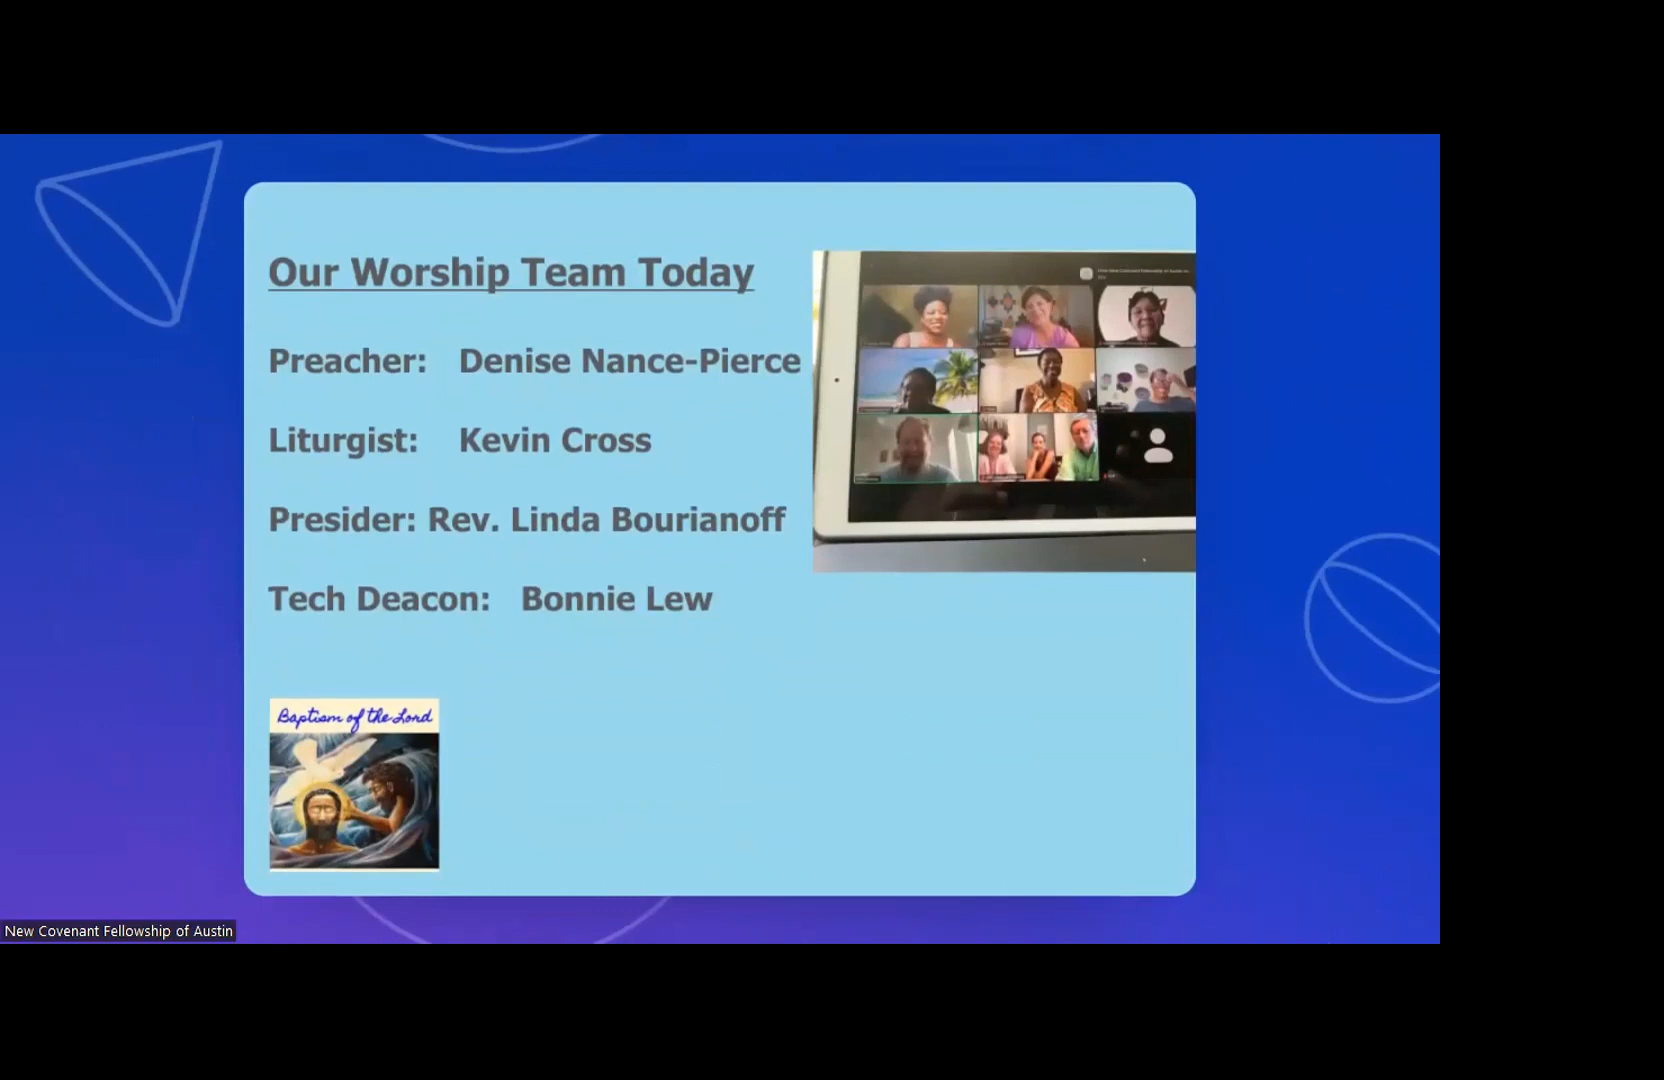 Our Worship Team Today
Preacher: Denise Nance-Pierce
Liturgist: Kevin Cross
Presider: Rev. Linda Bourianoff
Tech Deacon: Bonnie Lew
Baptism of the Lord
New Covenant Fellowship of Austin